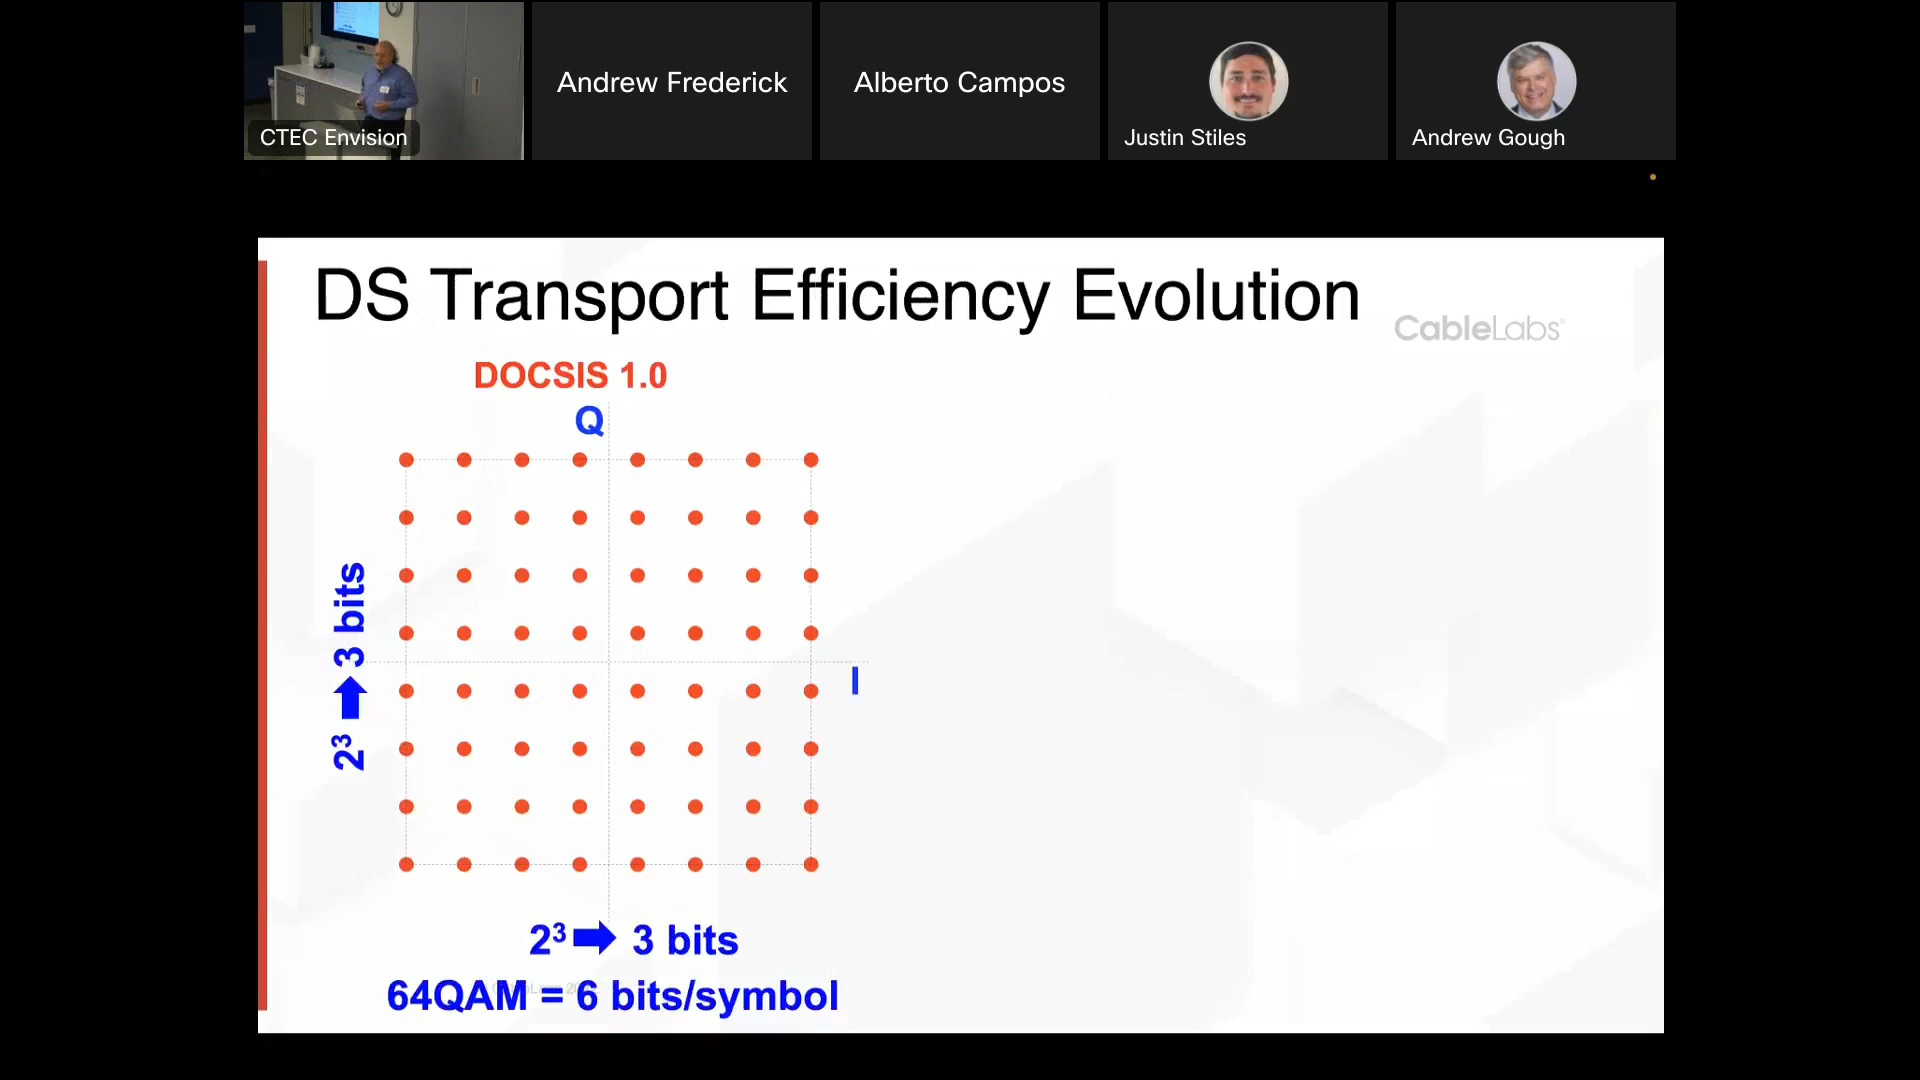 Andrew Frederick
Alberto Campos
CTEC Envision
Justin Stiles
Andrew Gough
DS Transport Efficiency Evolution
CableLabs®
DOCSIS 1.0
Q
I
2³ 3 bits
2³ 3 bits
64QAM = 6 bits/symbol